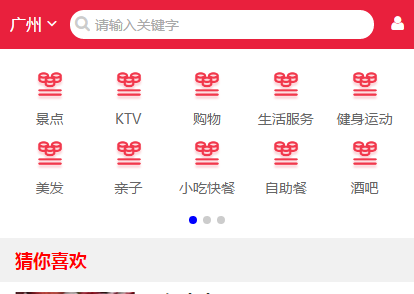 广州 请输入关键字
景点 KTV 购物 生活服务 健身运动
美发 亲子 小吃快餐 自助餐 酒吧
猜你喜欢